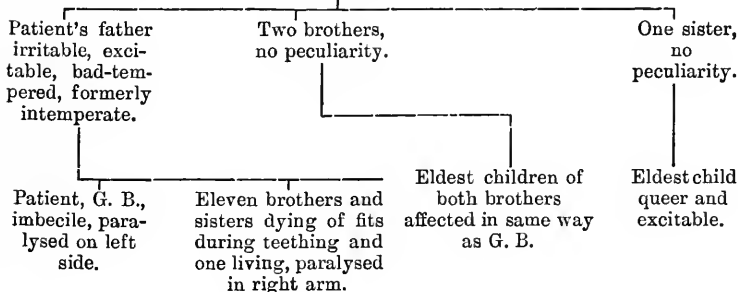 Patient's father
irritable, exci-
table, bad-tem-
pered, formerly
intemperate.
Two brothers,
no peculiarity.
One sister,
no
peculiarity.
Patient, G. B.,
imbecile, para-
lysed on left
side.
Eleven brothers and
sisters dying of fits
during teething and
one living, paralysed
in right arm.
Eldest children of
both brothers
affected in same way
as G. B.
Eldest child
queer and
excitable.